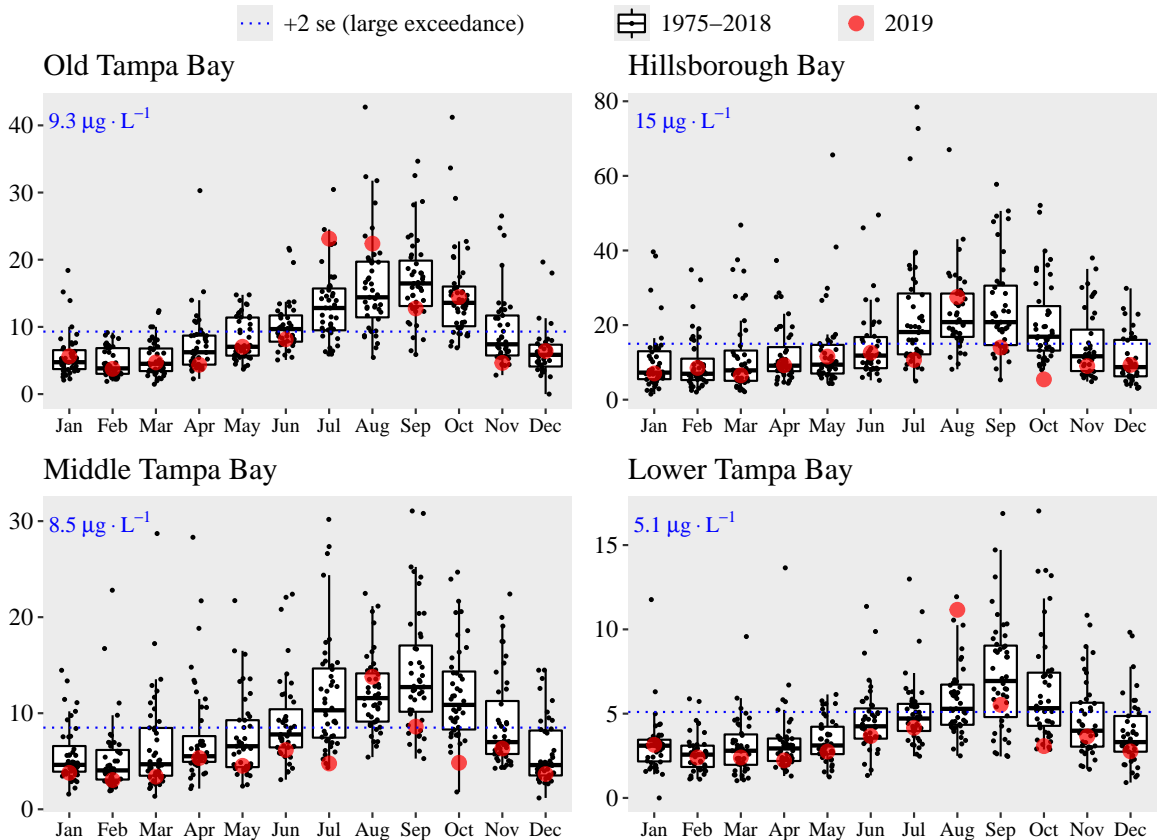 +2 se (large exceedance) 1975–2018 2019
Old Tampa Bay
9.3 μg · L⁻¹
40
30
20
10
0
Jan Feb Mar Apr May Jun Jul Aug Sep Oct Nov Dec
Hillsborough Bay
15 μg · L⁻¹
80
60
40
20
0
Jan Feb Mar Apr May Jun Jul Aug Sep Oct Nov Dec
Middle Tampa Bay
8.5 μg · L⁻¹
30
20
10
0
Jan Feb Mar Apr May Jun Jul Aug Sep Oct Nov Dec
Lower Tampa Bay
5.1 μg · L⁻¹
15
10
5
0
Jan Feb Mar Apr May Jun Jul Aug Sep Oct Nov Dec